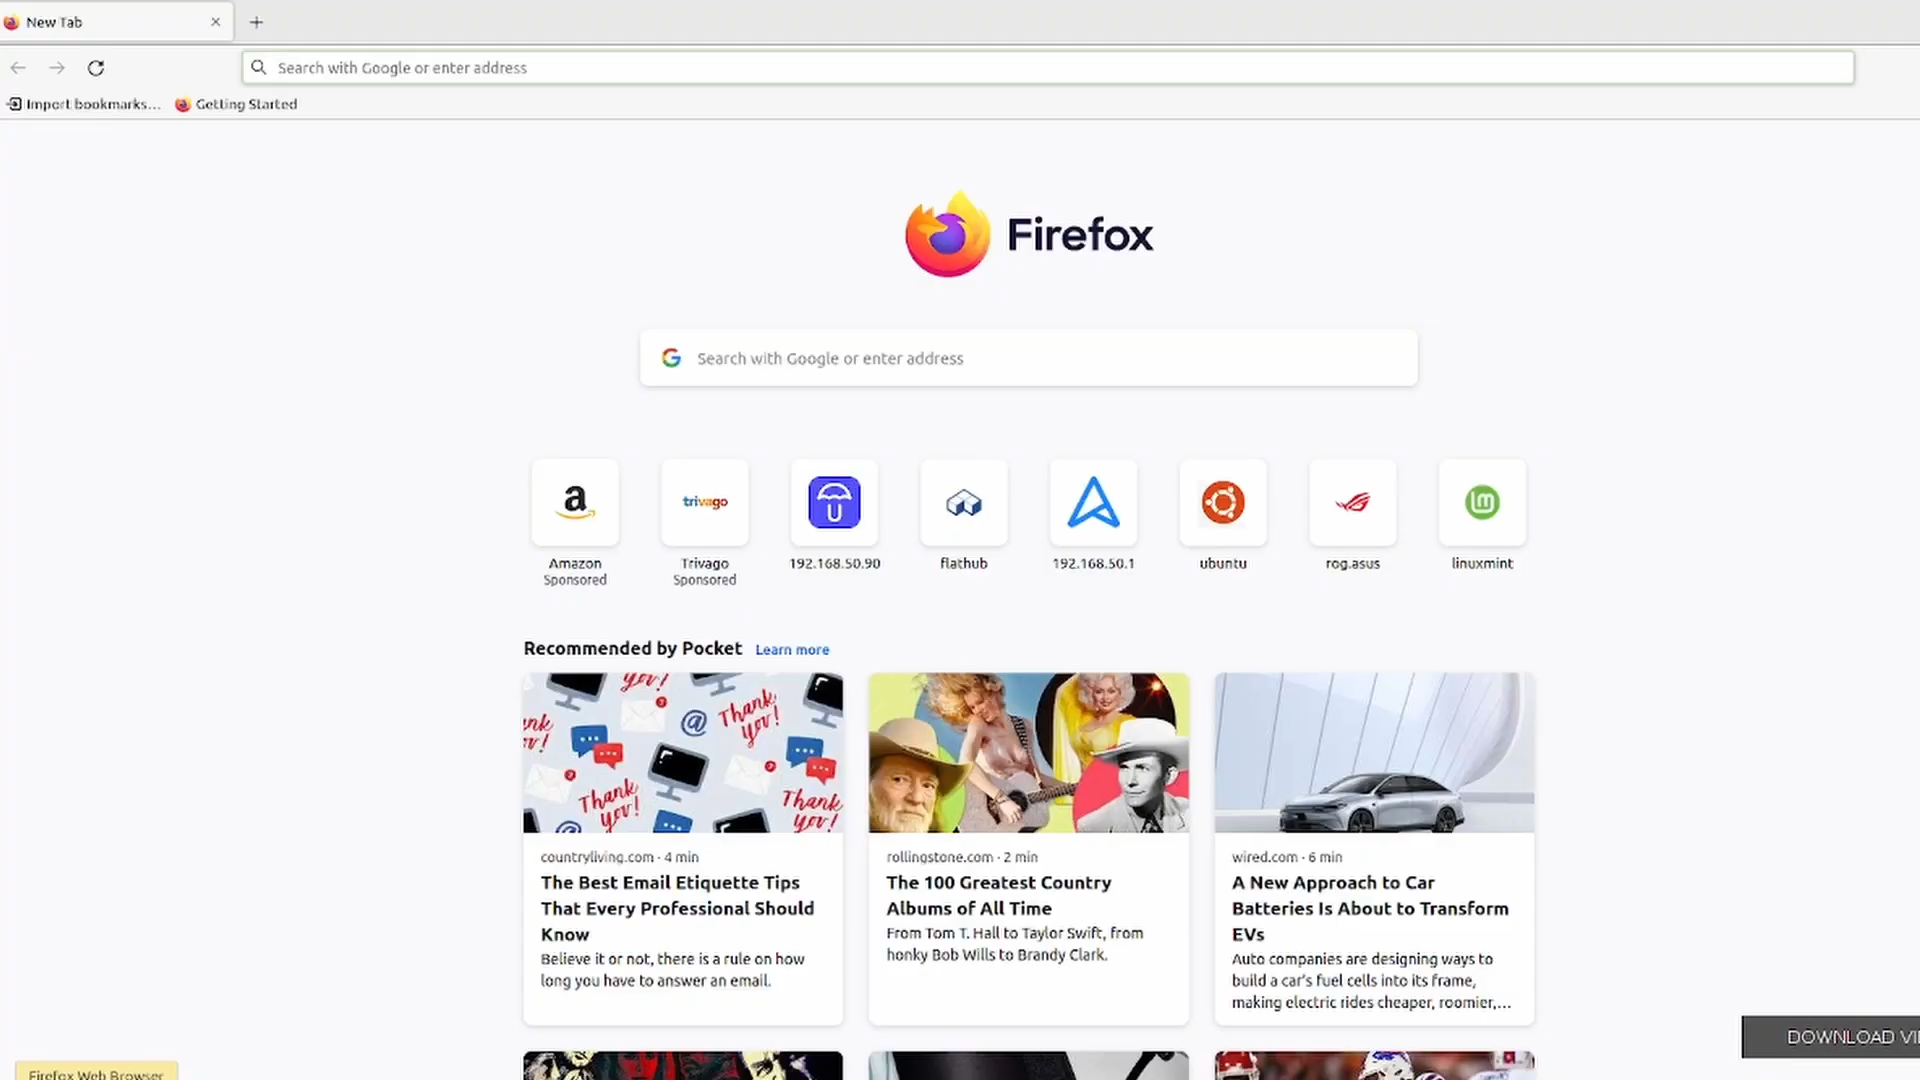 New Tab
Search with Google or enter address
Import bookmarks...
Getting Started
Firefox
Search with Google or enter address
trivago
Amazon
Sponsored
Trivago
Sponsored
192.168.50.90
flathub
192.168.50.1
ubuntu
rog.asus
linuxmint
Recommended by Pocket Learn more
Thank you!
Thank you!
Thank you!
countryliving.com · 4 min
The Best Email Etiquette Tips
That Every Professional Should
Know
Believe it or not, there is a rule on how
long you have to answer an email.
rollingstone.com · 2 min
The 100 Greatest Country
Albums of All Time
From Tom T. Hall to Taylor Swift, from
honky Bob Wills to Brandy Clark.
wired.com · 6 min
A New Approach to Car
Batteries Is About to Transform
EVs
Auto companies are designing ways to
build a car's fuel cells into its frame,
making electric rides cheaper, roomier,...
DOWNLOAD VI
Firefox Web Browser